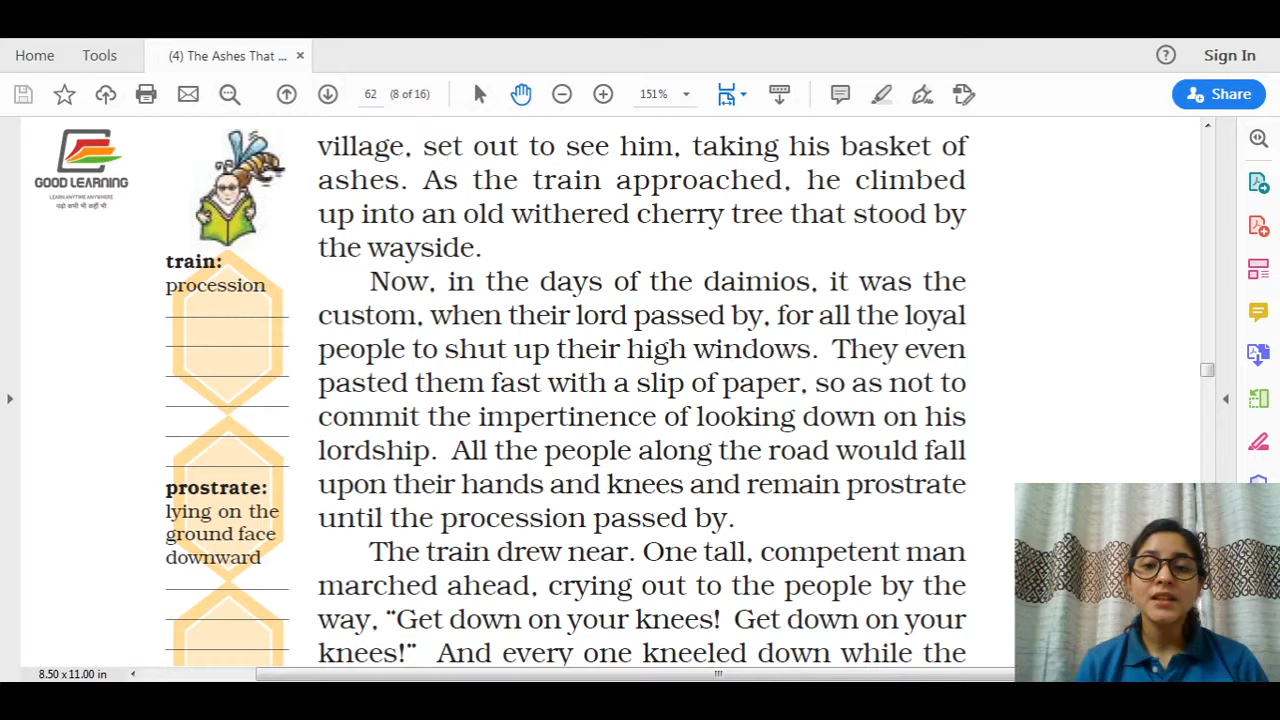 Home Tools (4) The Ashes That ... × ? Sign In
62 (8 of 16) 151% Share
GOOD LEARNING
LEARN ANYTIME ANYWHERE
पढ़ो कभी भी कहीं भी
village, set out to see him, taking his basket of
ashes. As the train approached, he climbed
up into an old withered cherry tree that stood by
the wayside.
train:
procession
Now, in the days of the daimios, it was the
custom, when their lord passed by, for all the loyal
people to shut up their high windows. They even
pasted them fast with a slip of paper, so as not to
commit the impertinence of looking down on his
lordship. All the people along the road would fall
upon their hands and knees and remain prostrate
until the procession passed by.
prostrate:
lying on the
ground face
downward
The train drew near. One tall, competent man
marched ahead, crying out to the people by the
way, “Get down on your knees! Get down on your
knees!” And every one kneeled down while the
8.50 x 11.00 in